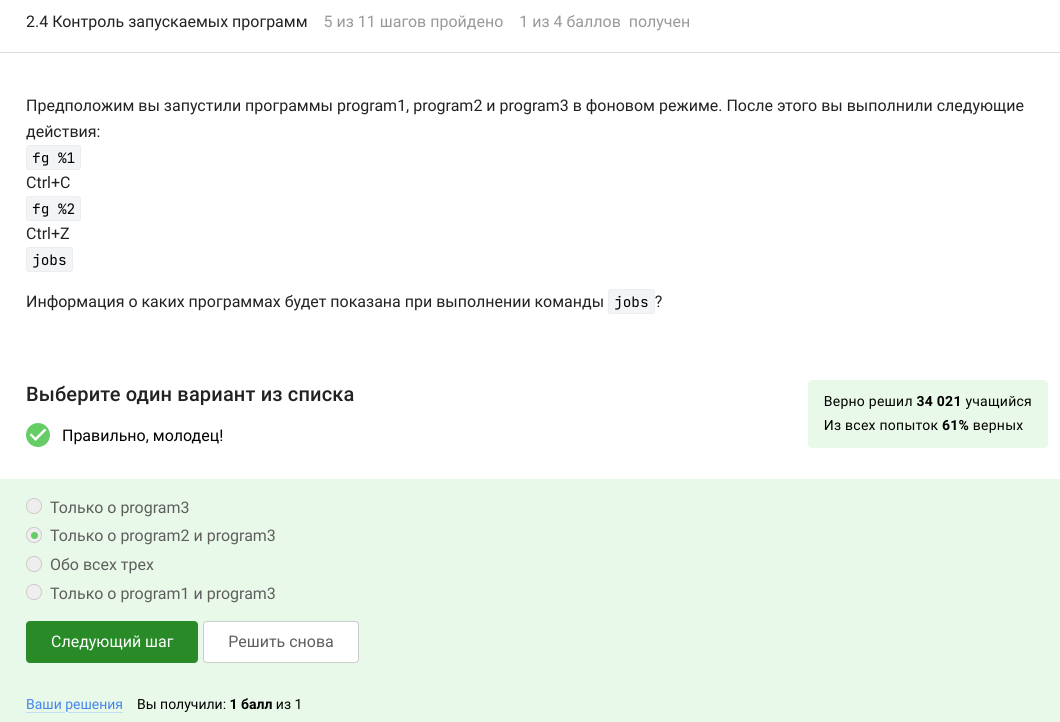 2.4 Контроль запускаемых программ 5 из 11 шагов пройдено 1 из 4 баллов получен
Предположим вы запустили программы program1, program2 и program3 в фоновом режиме. После этого вы выполнили следующие
действия:
fg %1
Ctrl+C
fg %2
Ctrl+Z
jobs
Информация о каких программах будет показана при выполнении команды jobs?
Выберите один вариант из списка
Правильно, молодец!
Верно решил 34 021 учащийся
Из всех попыток 61% верных
Только о program3
Только о program2 и program3
Обо всех трех
Только о program1 и program3
Следующий шаг Решить снова
Ваши решения Вы получили: 1 балл из 1